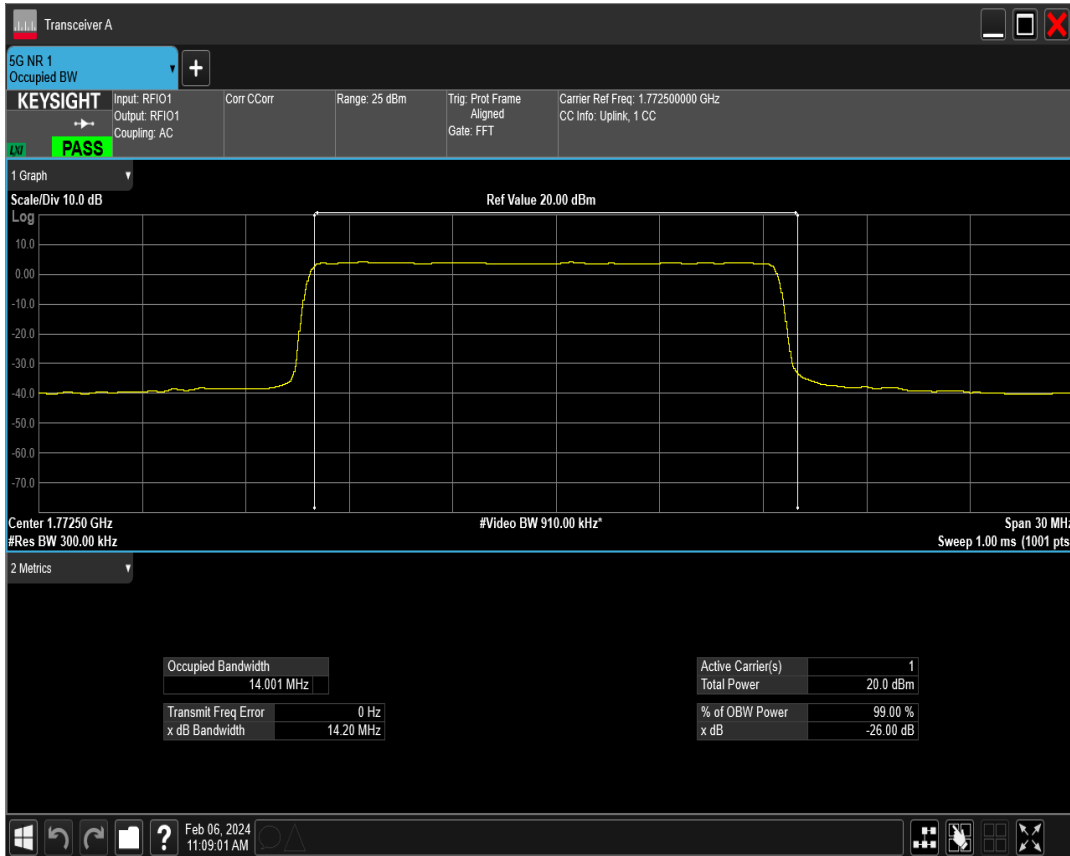 Transceiver A
5G NR 1
Occupied BW
KEYSIGHT
LXI
PASS
Input: RFIO1
Output: RFIO1
Coupling: AC
Corr CCorr
Range: 25 dBm
Trig: Prot Frame
Aligned
Gate: FFT
Carrier Ref Freq: 1.772500000 GHz
CC Info: Uplink, 1 CC
1 Graph
Scale/Div 10.0 dB
Ref Value 20.00 dBm
Log
10.0
0.00
-10.0
-20.0
-30.0
-40.0
-50.0
-60.0
-70.0
Center 1.77250 GHz
#Video BW 910.00 kHz*
Span 30 MHz
#Res BW 300.00 kHz
Sweep 1.00 ms (1001 pts
2 Metrics
Occupied Bandwidth
14.001 MHz
Transmit Freq Error 0 Hz
x dB Bandwidth 14.20 MHz
Active Carrier(s) 1
Total Power 20.0 dBm
% of OBW Power 99.00 %
x dB -26.00 dB
?
Feb 06, 2024
11:09:01 AM